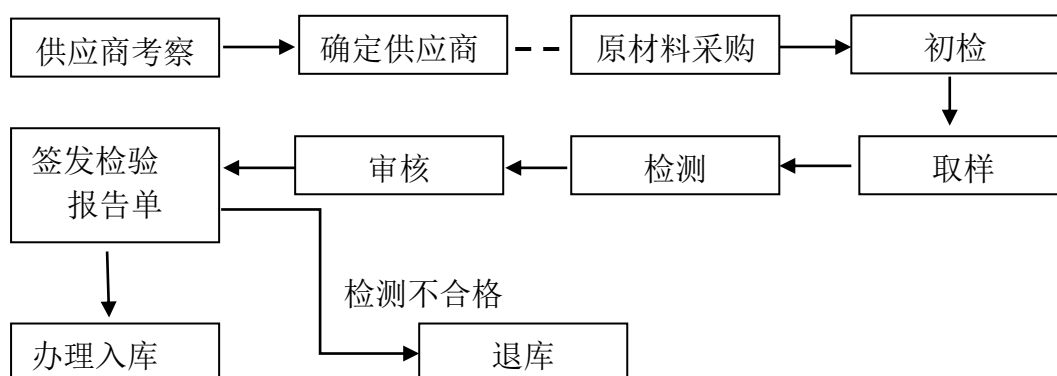 供应商考察
确定供应商
原材料采购
初检
签发检验
报告单
审核
检测
取样
检测不合格
办理入库
退库